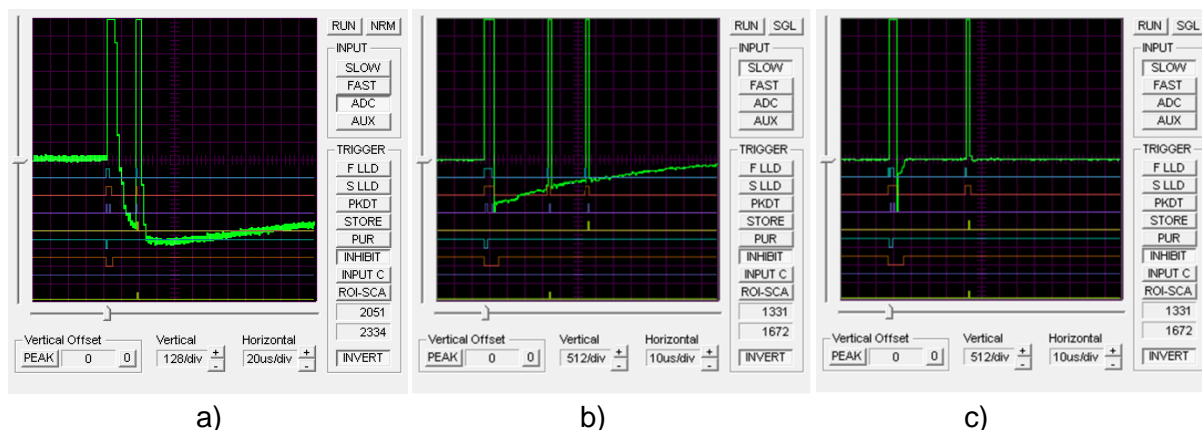 RUN NRM
INPUT
SLOW
FAST
ADC
AUX
TRIGGER
F LLD
S LLD
PKDT
STORE
PUR
INHIBIT
INPUT C
ROI-SCA
2051
2334
INVERT
Vertical Offset Vertical Horizontal
PEAK 0 0 128/div + - 20us/div + -
a)
RUN SGL
INPUT
SLOW
FAST
ADC
AUX
TRIGGER
F LLD
S LLD
PKDT
STORE
PUR
INHIBIT
INPUT C
ROI-SCA
1331
1672
INVERT
Vertical Offset Vertical Horizontal
PEAK 0 0 512/div + - 10us/div + -
b)
RUN SGL
INPUT
SLOW
FAST
ADC
AUX
TRIGGER
F LLD
S LLD
PKDT
STORE
PUR
INHIBIT
INPUT C
ROI-SCA
1331
1672
INVERT
Vertical Offset Vertical Horizontal
PEAK 0 0 512/div + - 10us/div + -
c)